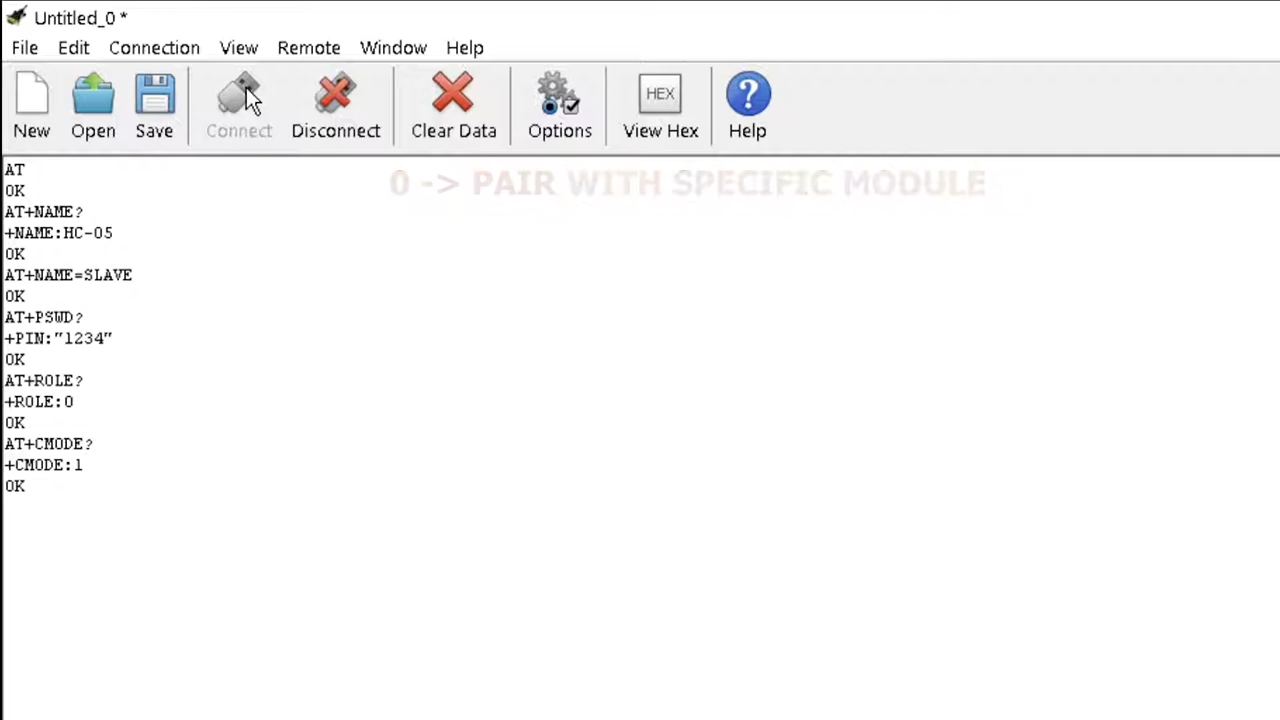 Untitled_0 *
File Edit Connection View Remote Window Help
HEX ?
New Open Save Connect Disconnect Clear Data Options View Hex Help
AT
0 -> PAIR WITH SPECIFIC MODULE
OK
AT+NAME?
+NAME:HC-05
OK
AT+NAME=SLAVE
OK
AT+PSWD?
+PIN:"1234"
OK
AT+ROLE?
+ROLE:0
OK
AT+CMODE?
+CMODE:1
OK